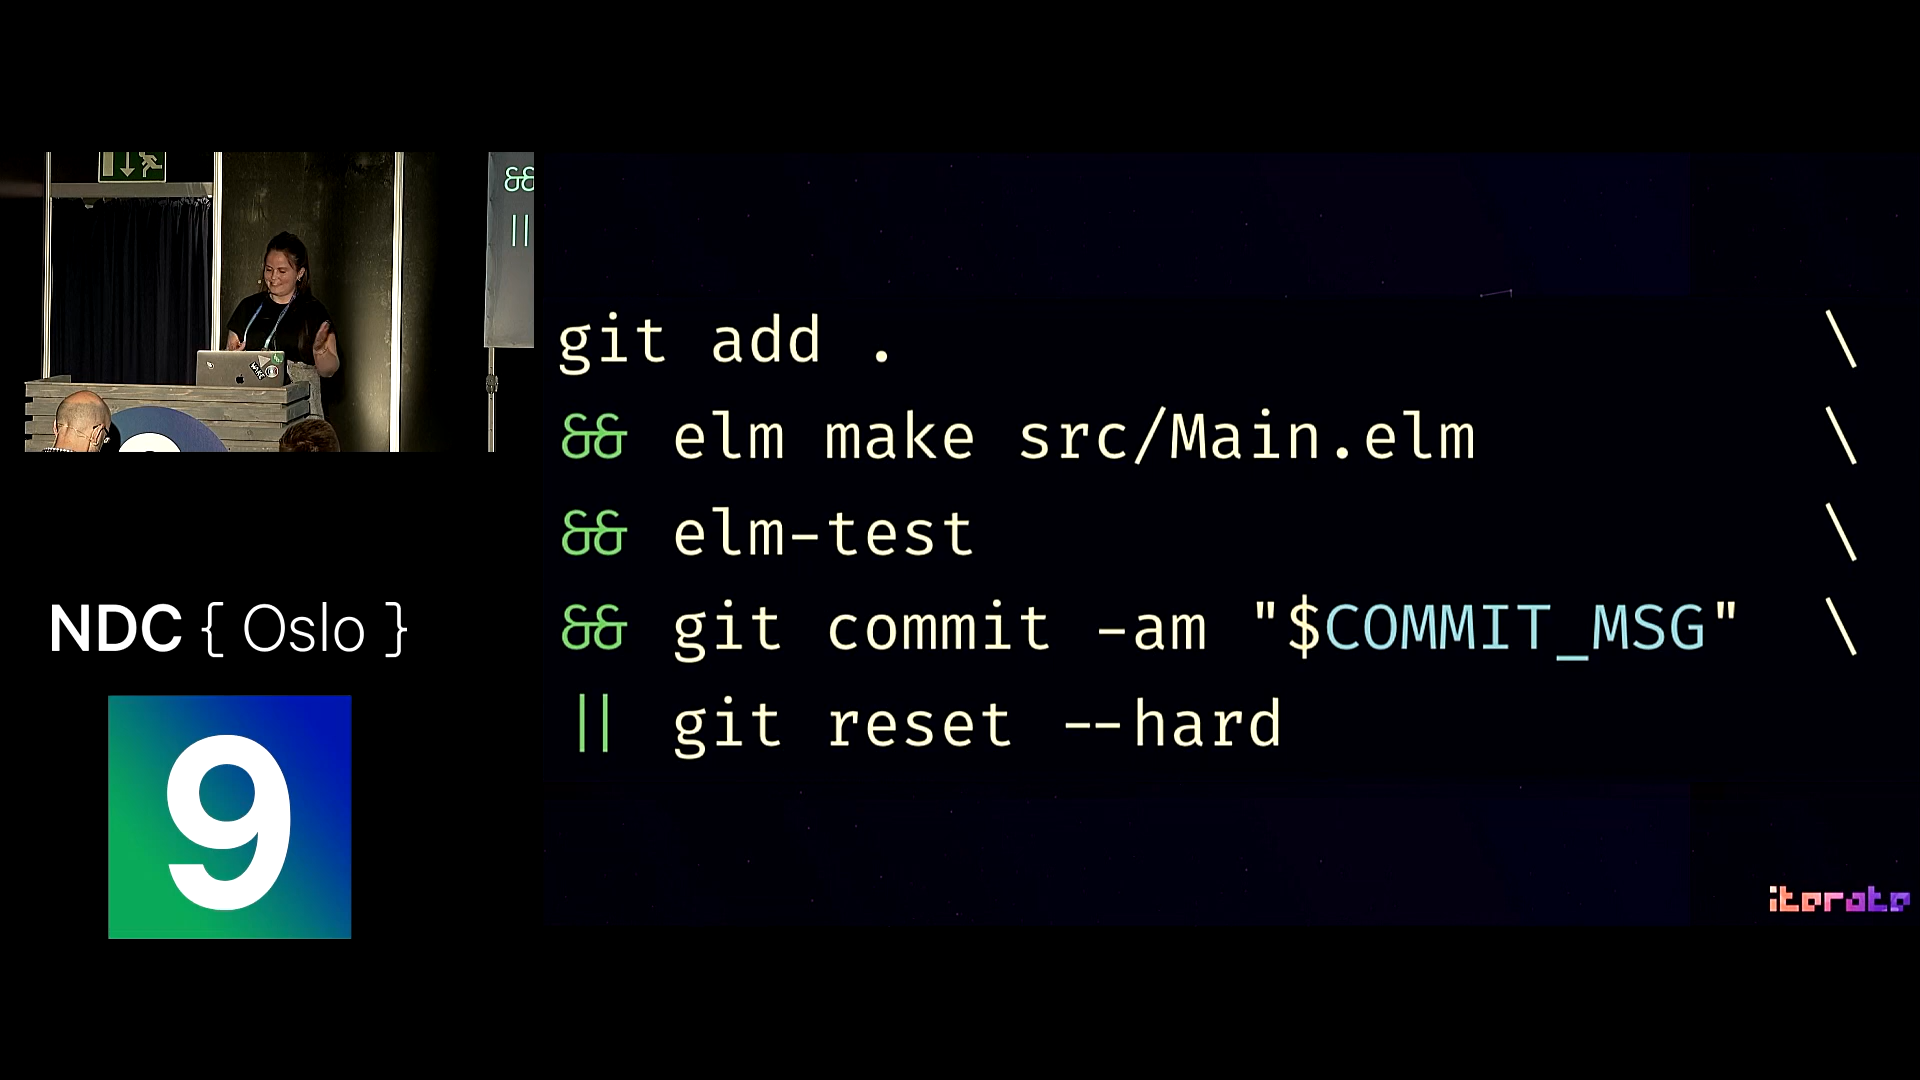 &&
||
git add . \
&& elm make src/Main.elm \
&& elm-test \
&& git commit -am "$COMMIT_MSG" \
|| git reset --hard
NDC { Oslo }
9
iterate